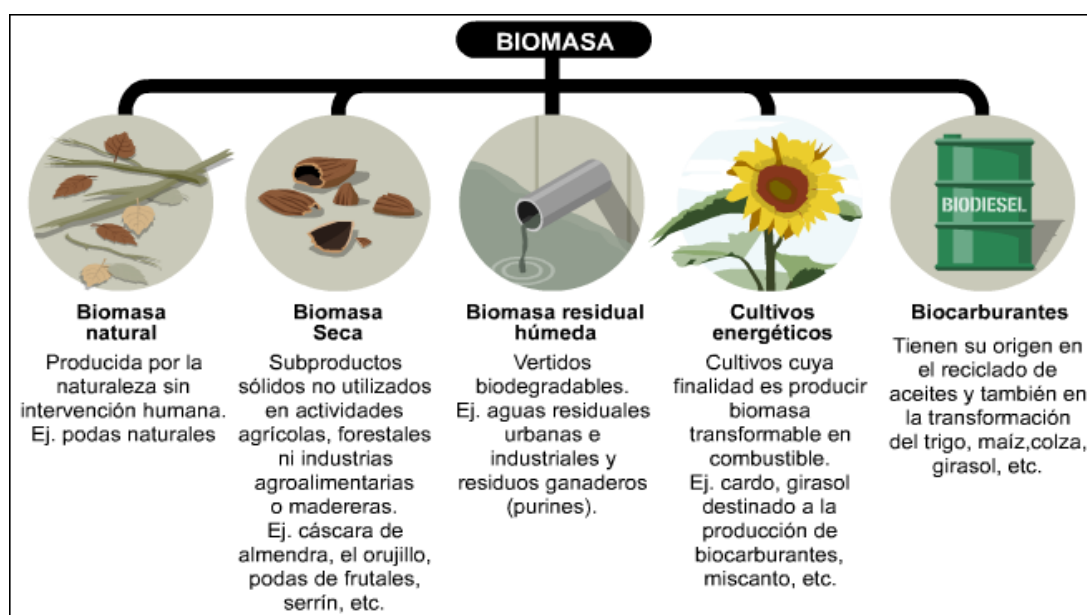 BIOMASA
BIODIESEL
Biomasa
natural
Producida por la
naturaleza sin
intervención humana.
Ej. podas naturales
Biomasa
Seca
Subproductos
sólidos no utilizados
en actividades
agrícolas, forestales
ni industrias
agroalimentarias
o madereras.
Ej. cáscara de
almendra, el orujillo,
podas de frutales,
serrín, etc.
Biomasa residual
húmeda
Vertidos
biodegradables.
Ej. aguas residuales
urbanas e
industriales y
residuos ganaderos
(purines).
Cultivos
energéticos
Cultivos cuya
finalidad es producir
biomasa
transformable en
combustible.
Ej. cardo, girasol
destinado a la
producción de
biocarburantes,
miscanto, etc.
Biocarburantes
Tienen su origen en
el reciclado de
aceites y también en
la transformación
del trigo, maíz,colza,
girasol, etc.